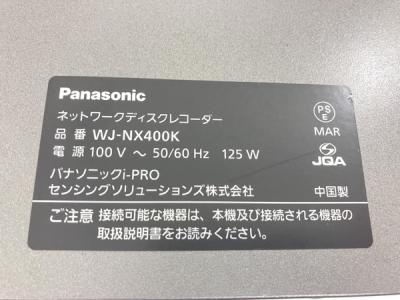 Panasonic
ネットワークディスクレコーダー
品 番 WJ-NX400K
電 源 100 V ～ 50/60 Hz 125 W
パナソニックi-PRO
センシングソリューションズ株式会社
中国製
ご注意 接続可能な機器は、本機及び接続される機器の
取扱説明書をお読みください。
PS
E
MAR
JQA